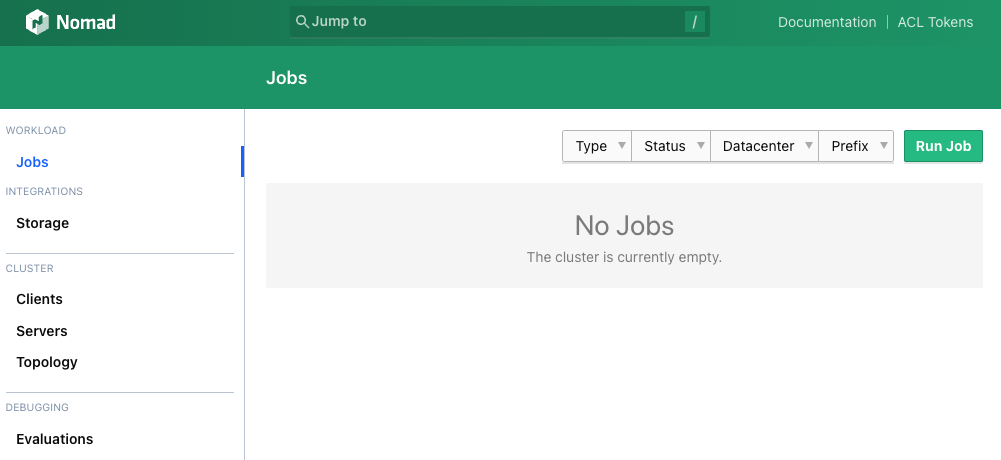 Nomad
Jump to
/
Documentation
ACL Tokens
Jobs
WORKLOAD
Jobs
INTEGRATIONS
Storage
CLUSTER
Clients
Servers
Topology
DEBUGGING
Evaluations
Type Status Datacenter Prefix
Run Job
No Jobs
The cluster is currently empty.